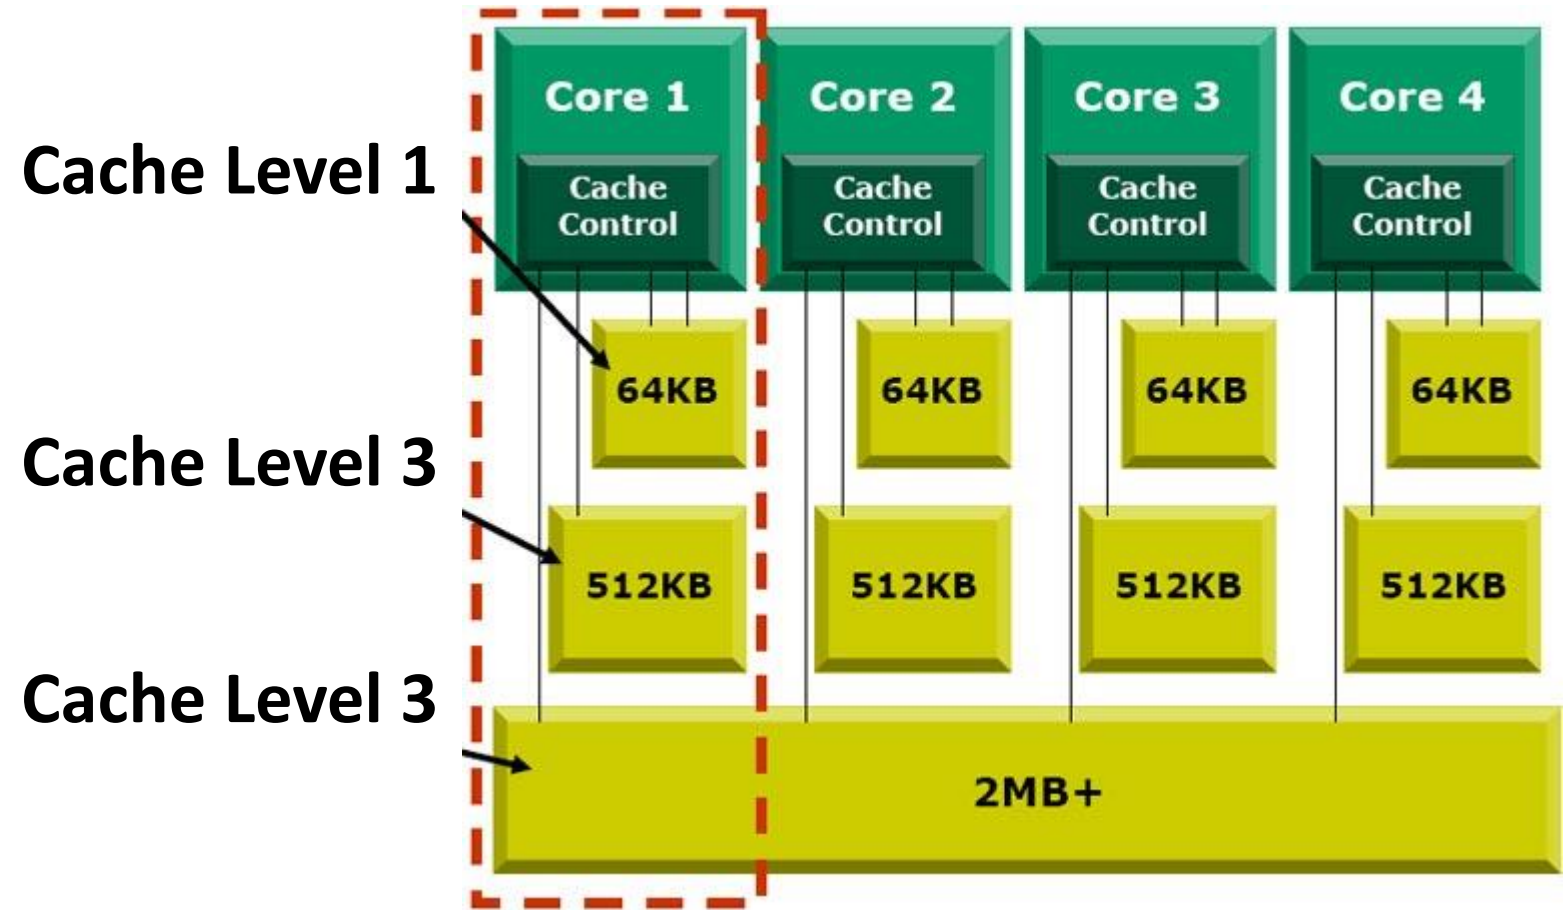 Core 1
Core 2
Core 3
Core 4
Cache Level 1
Cache
Control
Cache
Control
Cache
Control
Cache
Control
64KB
64KB
64KB
64KB
Cache Level 3
512KB
512KB
512KB
512KB
Cache Level 3
2MB+